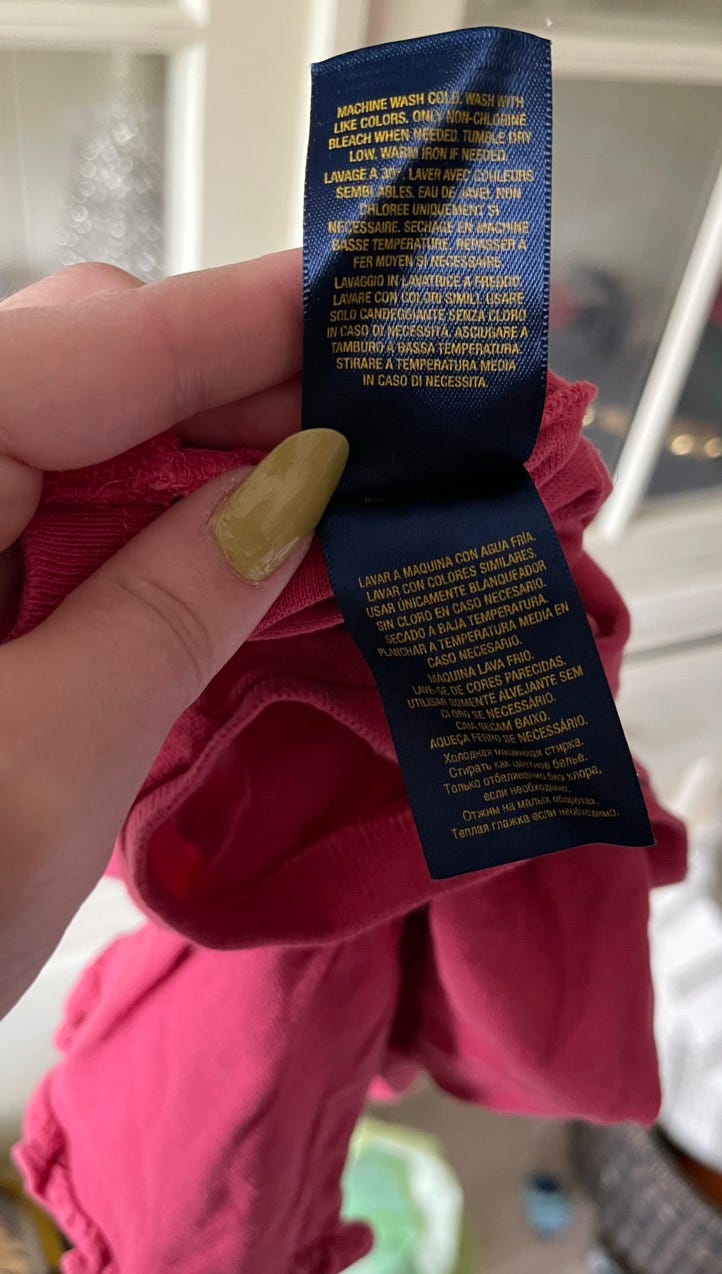 MACHINE WASH COLD. WASH WITH
LIKE COLORS. ONLY NON-CHLORINE
BLEACH WHEN NEEDED. TUMBLE DRY
LOW. WARM IRON IF NEEDED.
LAVAGE A 30°. LAVER AVEC COULEURS
SEMBLABLES. EAU DE JAVEL NON
CHLOREE UNIQUEMENT SI
NECESSAIRE. SECHAGE EN MACHINE
BASSE TEMPERATURE. REPASSER A
FER MOYEN SI NECESSAIRE.
LAVAGGIO IN LAVATRICE A FREDDO.
LAVARE CON COLORI SIMILI. USARE
SOLO CANDEGGIANTE SENZA CLORO
IN CASO DI NECESSITA. ASCIUGARE A
TAMBURO A BASSA TEMPERATURA.
STIRARE A TEMPERATURA MEDIA
IN CASO DI NECESSITA.
LAVAR A MAQUINA CON AGUA FRÍA.
LAVAR CON COLORES SIMILARES.
USAR ÚNICAMENTE BLANQUEADOR
SIN CLORO EN CASO NECESARIO.
SECADO A BAJA TEMPERATURA.
PLANCHAR A TEMPERATURA MEDIA EN
CASO NECESARIO.
MÁQUINA LAVA FRIO.
LAVE-SE DE CORES PARECIDAS.
UTILISAR SOMENTE ALVEJANTE SEM
CLORO SE NECESSÁRIO.
SECAM BAIXO.
AQUEÇA FERRO SE NECESSÁRIO.
Холодная машинная стирка.
Стирать как цветное белье.
Только отбеливанию без хлора,
если необходимо.
Отжим на малых оборотах.
Теплая глажка если необходимо.